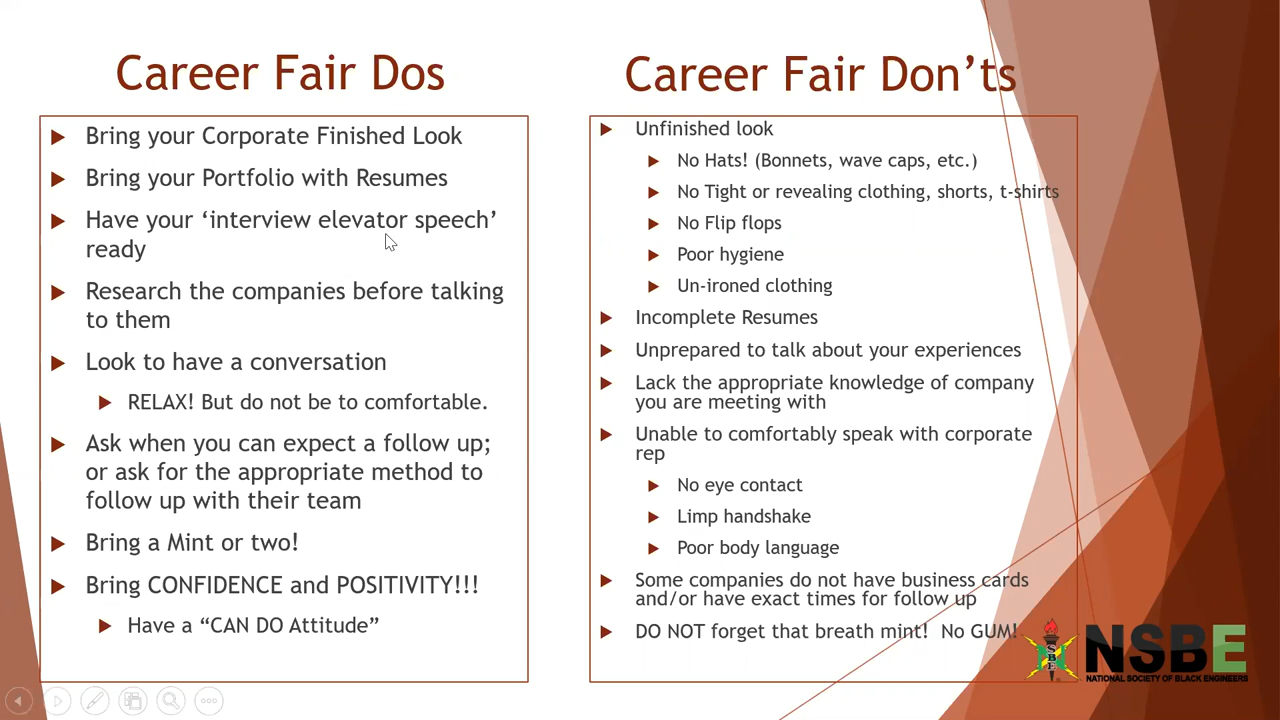 Career Fair Dos
Bring your Corporate Finished Look
Bring your Portfolio with Resumes
Have your ‘interview elevator speech’
ready
Research the companies before talking
to them
Look to have a conversation
RELAX! But do not be to comfortable.
Ask when you can expect a follow up;
or ask for the appropriate method to
follow up with their team
Bring a Mint or two!
Bring CONFIDENCE and POSITIVITY!!!
Have a “CAN DO Attitude”
Career Fair Don’ts
Unfinished look
No Hats! (Bonnets, wave caps, etc.)
No Tight or revealing clothing, shorts, t-shirts
No Flip flops
Poor hygiene
Un-ironed clothing
Incomplete Resumes
Unprepared to talk about your experiences
Lack the appropriate knowledge of company
you are meeting with
Unable to comfortably speak with corporate
rep
No eye contact
Limp handshake
Poor body language
Some companies do not have business cards
and/or have exact times for follow up
DO NOT forget that breath mint!  No GUM!
NSBE
NATIONAL SOCIETY OF BLACK ENGINEERS